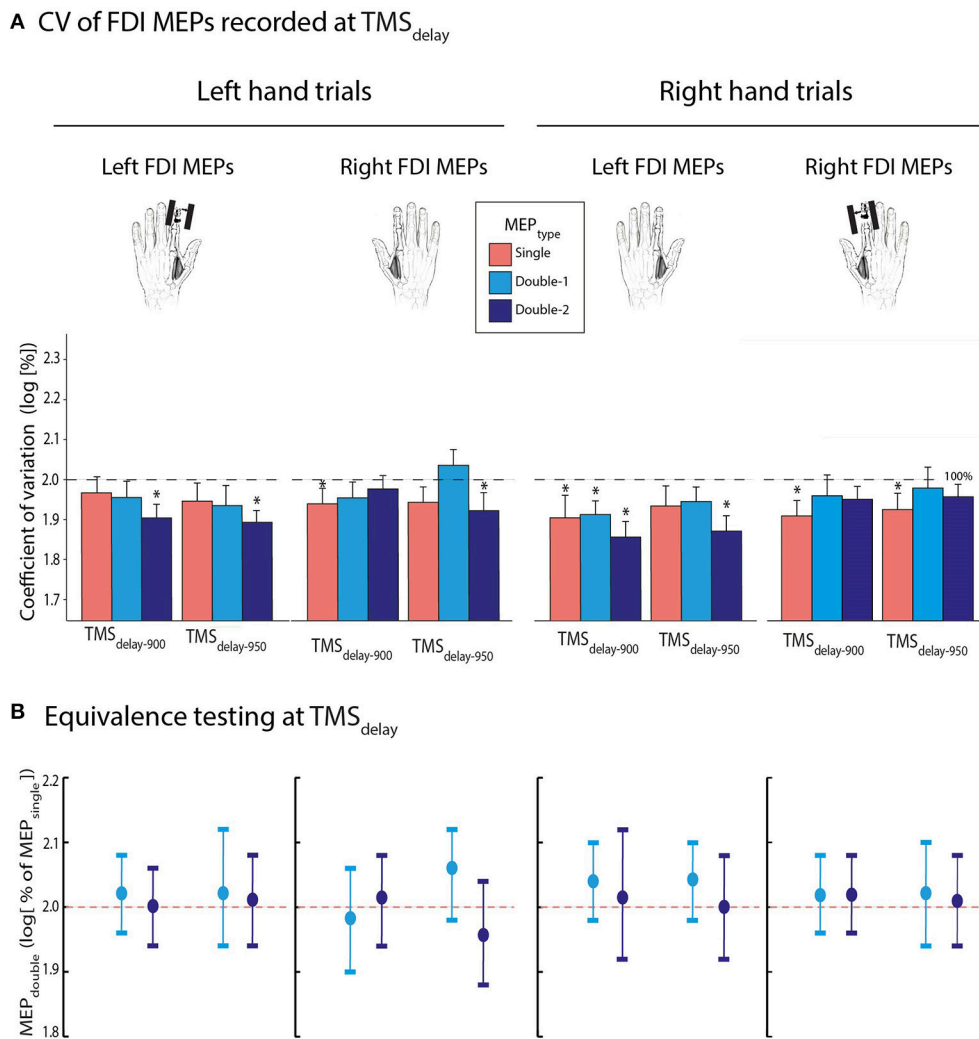 A CV of FDI MEPs recorded at TMSdelay
Left hand trials
Right hand trials
Left FDI MEPs
Right FDI MEPs
Left FDI MEPs
Right FDI MEPs
MEPtype
Single
Double-1
Double-2
Coefficient of variation (log [%])
2.3
2.2
2.1
2.0
1.9
1.8
1.7
* * * * * * * * * *
100%
TMSdelay-900
TMSdelay-950
TMSdelay-900
TMSdelay-950
TMSdelay-900
TMSdelay-950
TMSdelay-900
TMSdelay-950
B Equivalence testing at TMSdelay
MEPdouble (log[ % of MEPsingle])
2.2
2.1
2.0
1.9
1.8